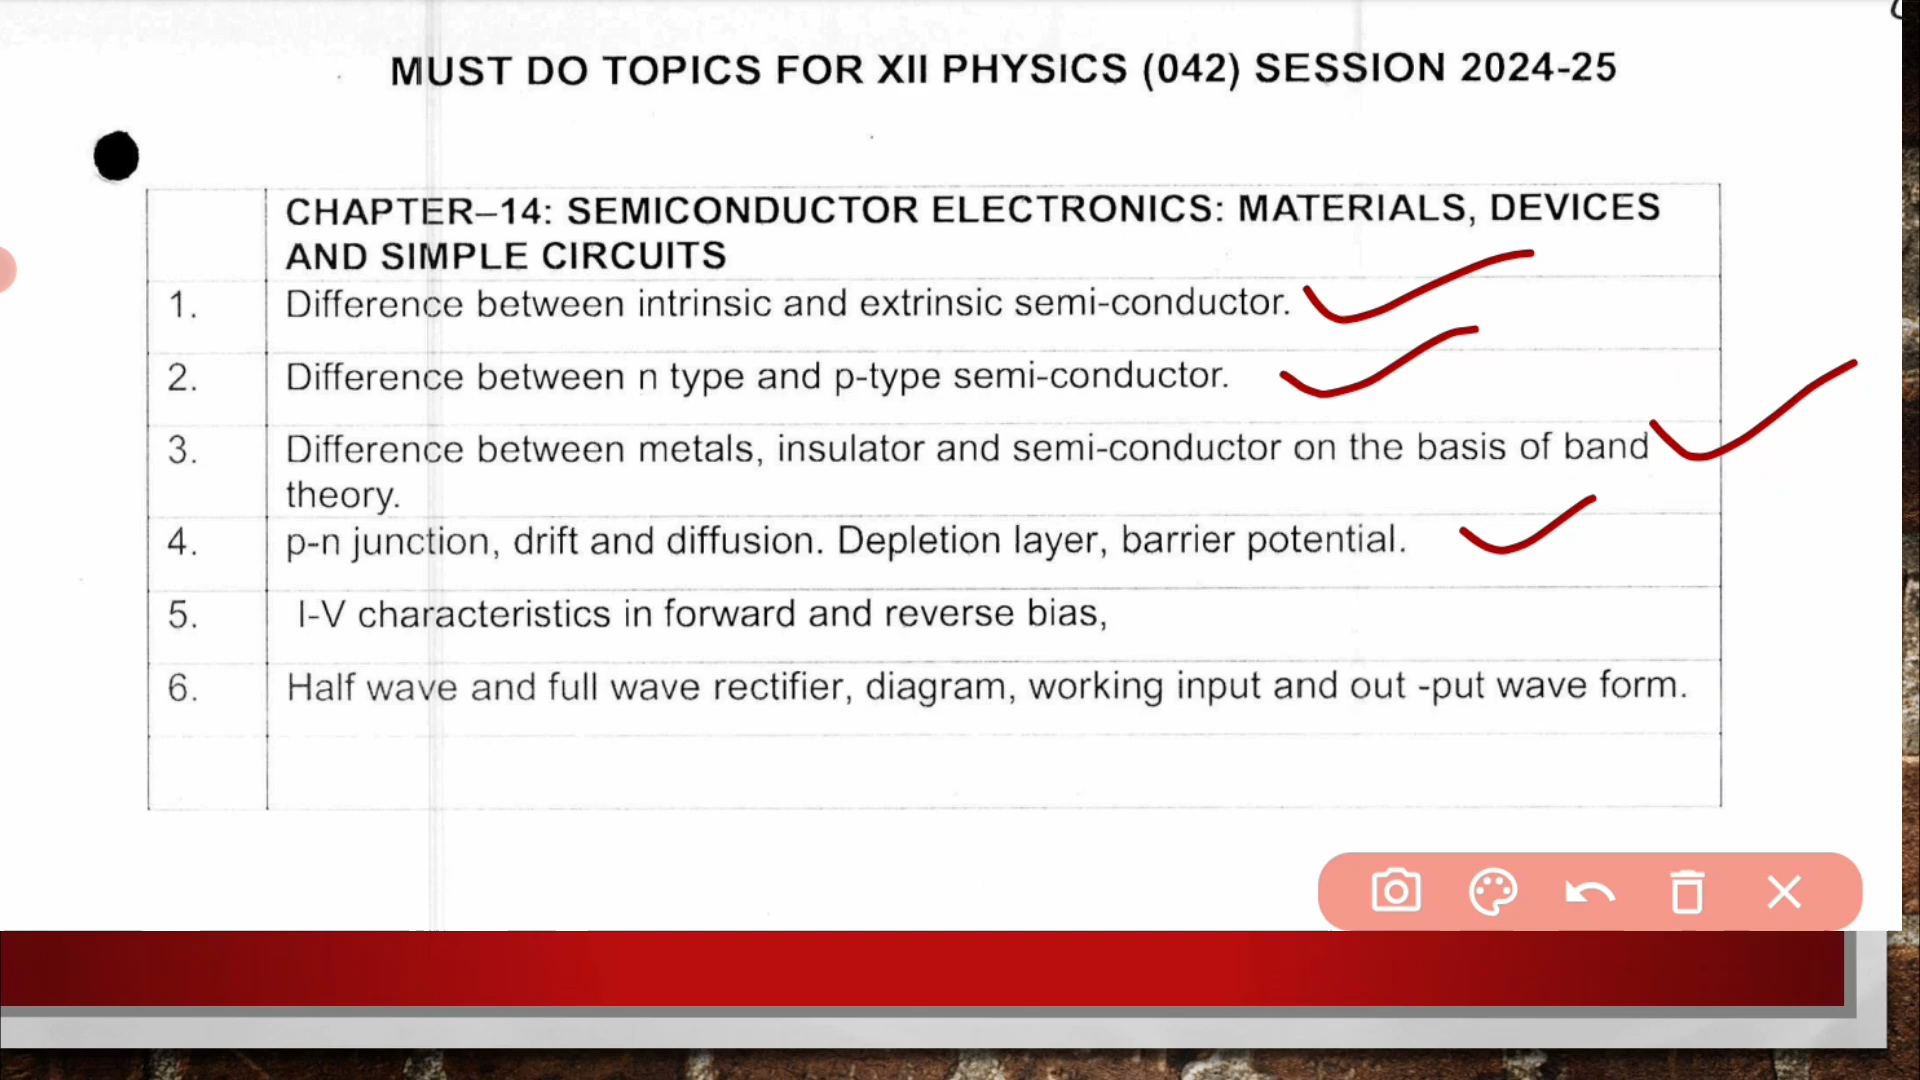 MUST DO TOPICS FOR XII PHYSICS (042) SESSION 2024-25
CHAPTER–14: SEMICONDUCTOR ELECTRONICS: MATERIALS, DEVICES
AND SIMPLE CIRCUITS
1. Difference between intrinsic and extrinsic semi-conductor.
2. Difference between n type and p-type semi-conductor.
3. Difference between metals, insulator and semi-conductor on the basis of band
theory.
4. p-n junction, drift and diffusion. Depletion layer, barrier potential.
5. I-V characteristics in forward and reverse bias,
6. Half wave and full wave rectifier, diagram, working input and out -put wave form.